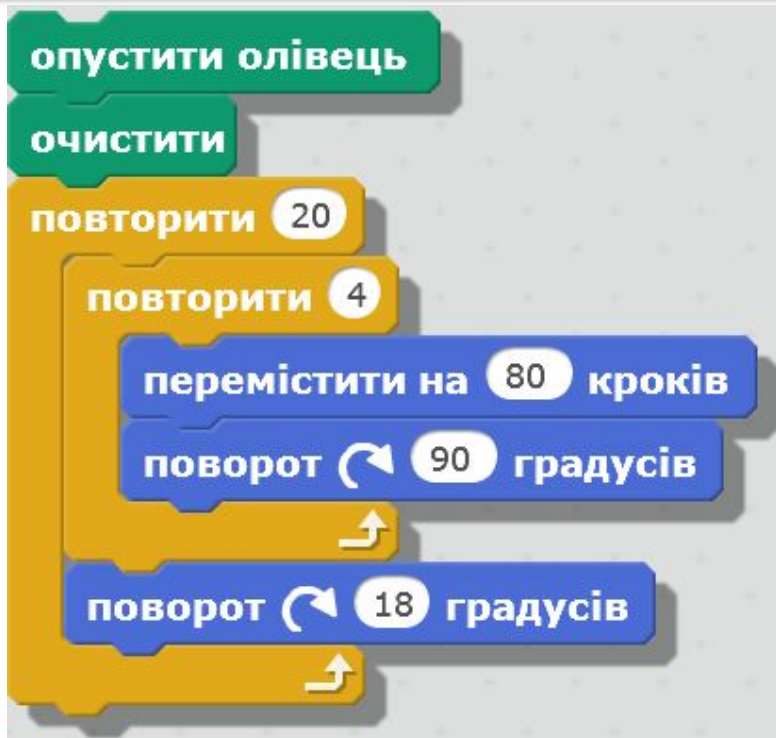 опустити олівець
очистити
повторити 20
повторити 4
перемістити на 80 кроків
поворот 90 градусів
поворот 18 градусів